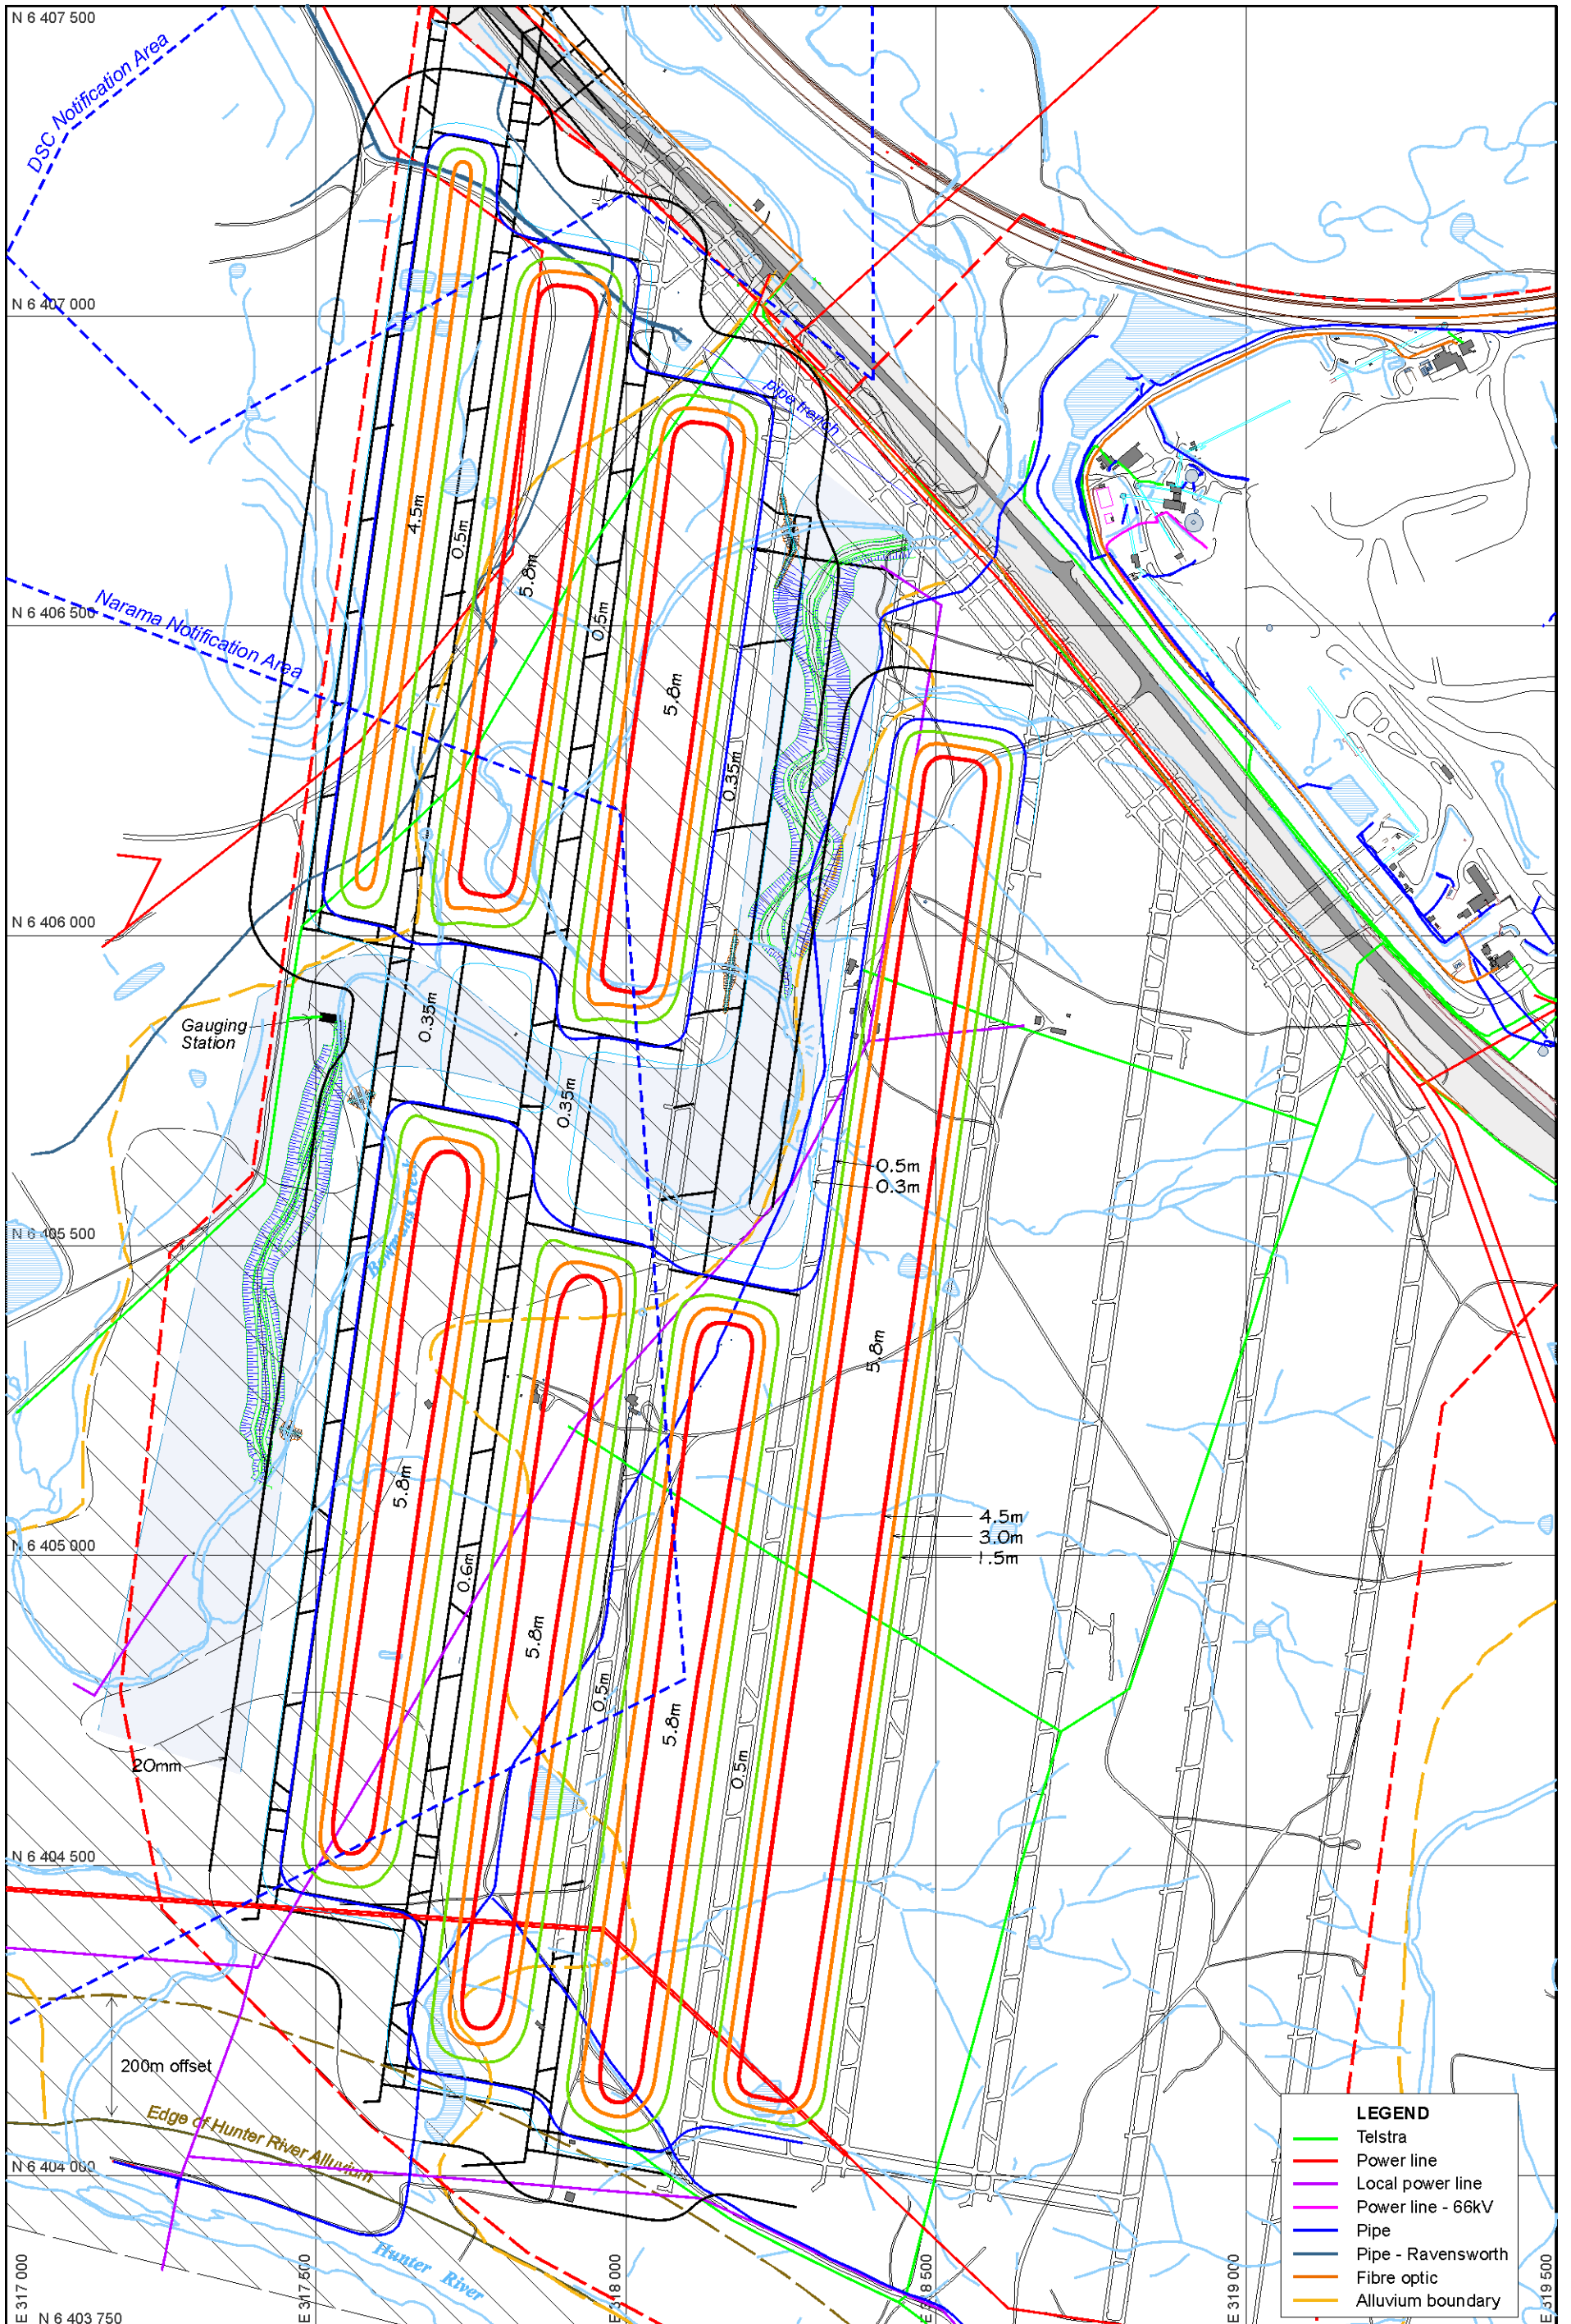 N 6 407 500
DSC Notification Area
N 6 407 000
pipe trench
4.5m
0.5m
5.8m
0.5m
5.8m
0.35m
N 6 406 500
Narama Notification Area
N 6 406 000
Gauging
Station
0.35m
0.35m
0.5m
0.3m
N 6 405 500
Bowmans Creek
5.8m
5.8m
4.5m
3.0m
1.5m
N 6 405 000
0.6m
5.8m
0.5m
5.8m
0.5m
20mm
N 6 404 500
200m offset
Edge of Hunter River Alluvium
N 6 404 000
Hunter River
LEGEND
Telstra
Power line
Local power line
Power line - 66kV
Pipe
Pipe - Ravensworth
Fibre optic
Alluvium boundary
E 317 000
E 317 500
E 318 000
E 318 500
E 319 000
319 500
N 6 403 750